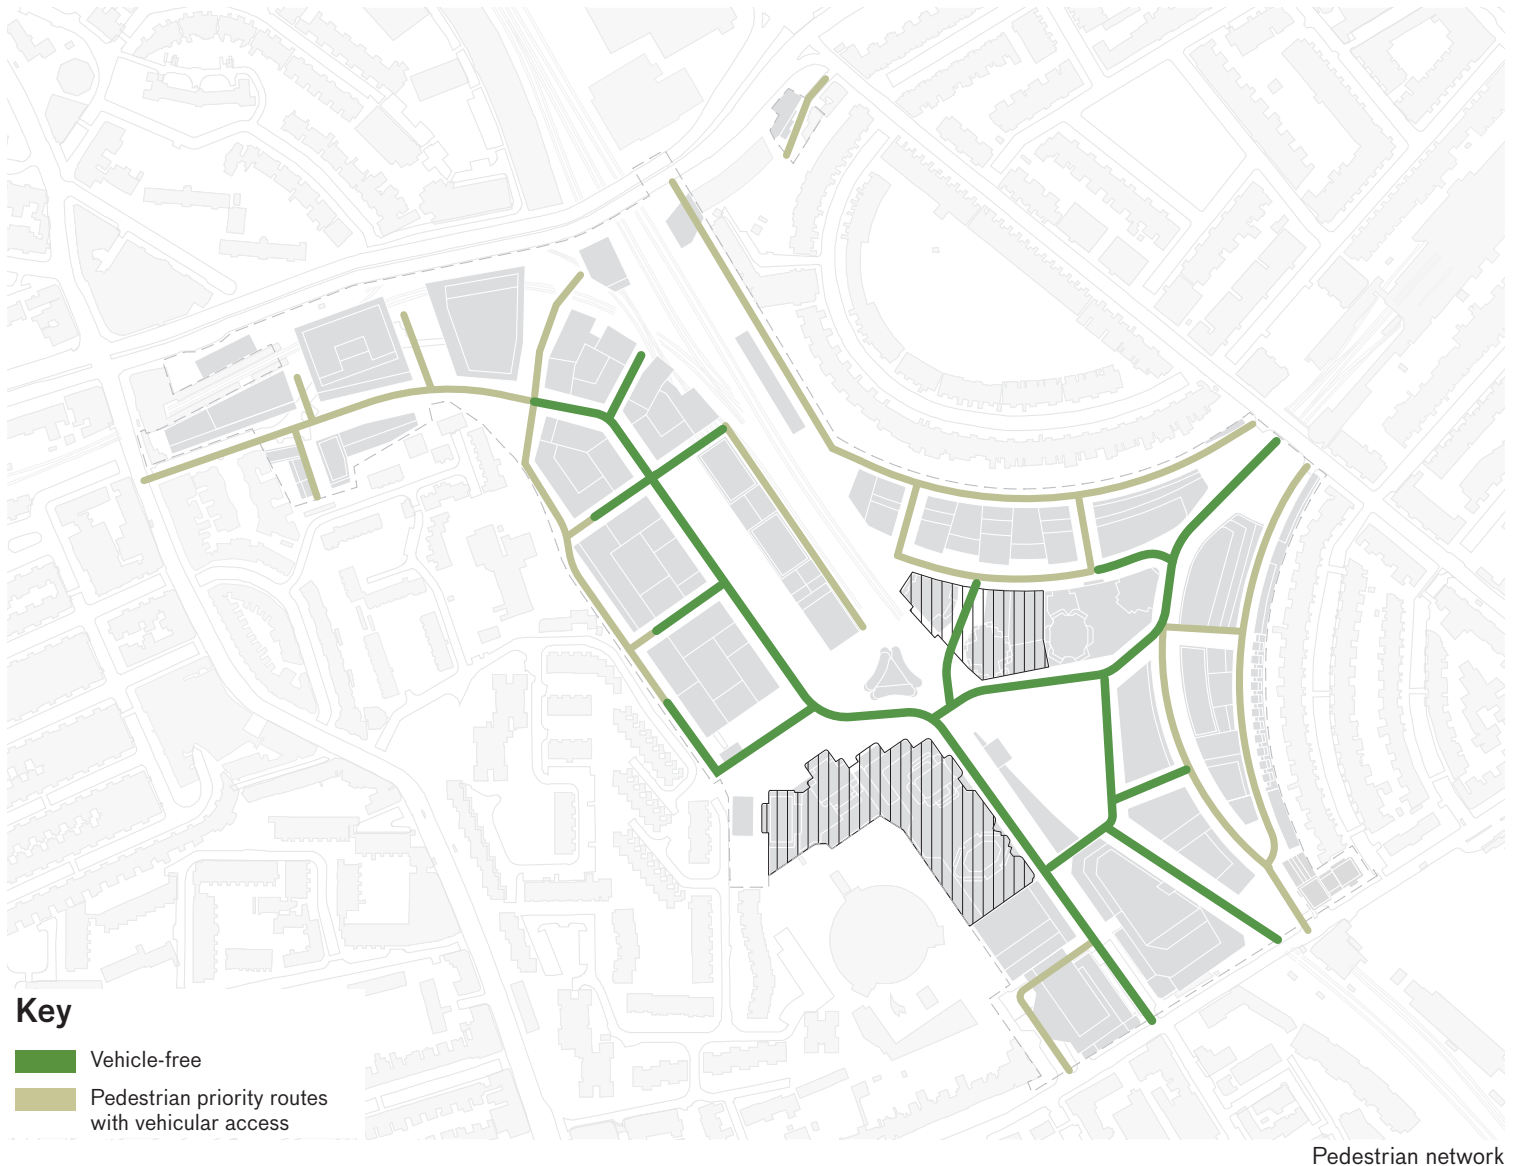 Key
Vehicle-free
Pedestrian priority routes
with vehicular access
Pedestrian network